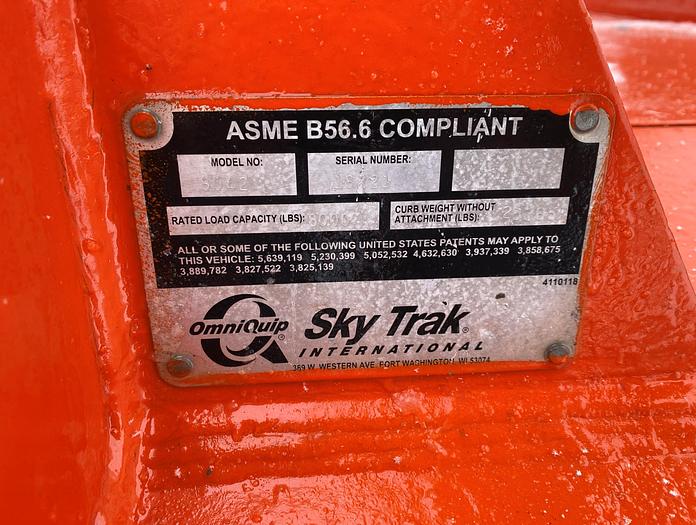 ASME B56.6 COMPLIANT
MODEL NO:
SERIAL NUMBER:
RATED LOAD CAPACITY (LBS):
CURB WEIGHT WITHOUT
ATTACHMENT (LBS):
ALL OR SOME OF THE FOLLOWING UNITED STATES PATENTS MAY APPLY TO
THIS VEHICLE: 5,639,119 5,230,399 5,052,532 4,632,630 3,937,339 3,858,675
3,889,782 3,827,522 3,825,139
4110118
OmniQuip
Sky Trak®
INTERNATIONAL
369 W. WESTERN AVE. FORT WASHINGTON, WI 53074